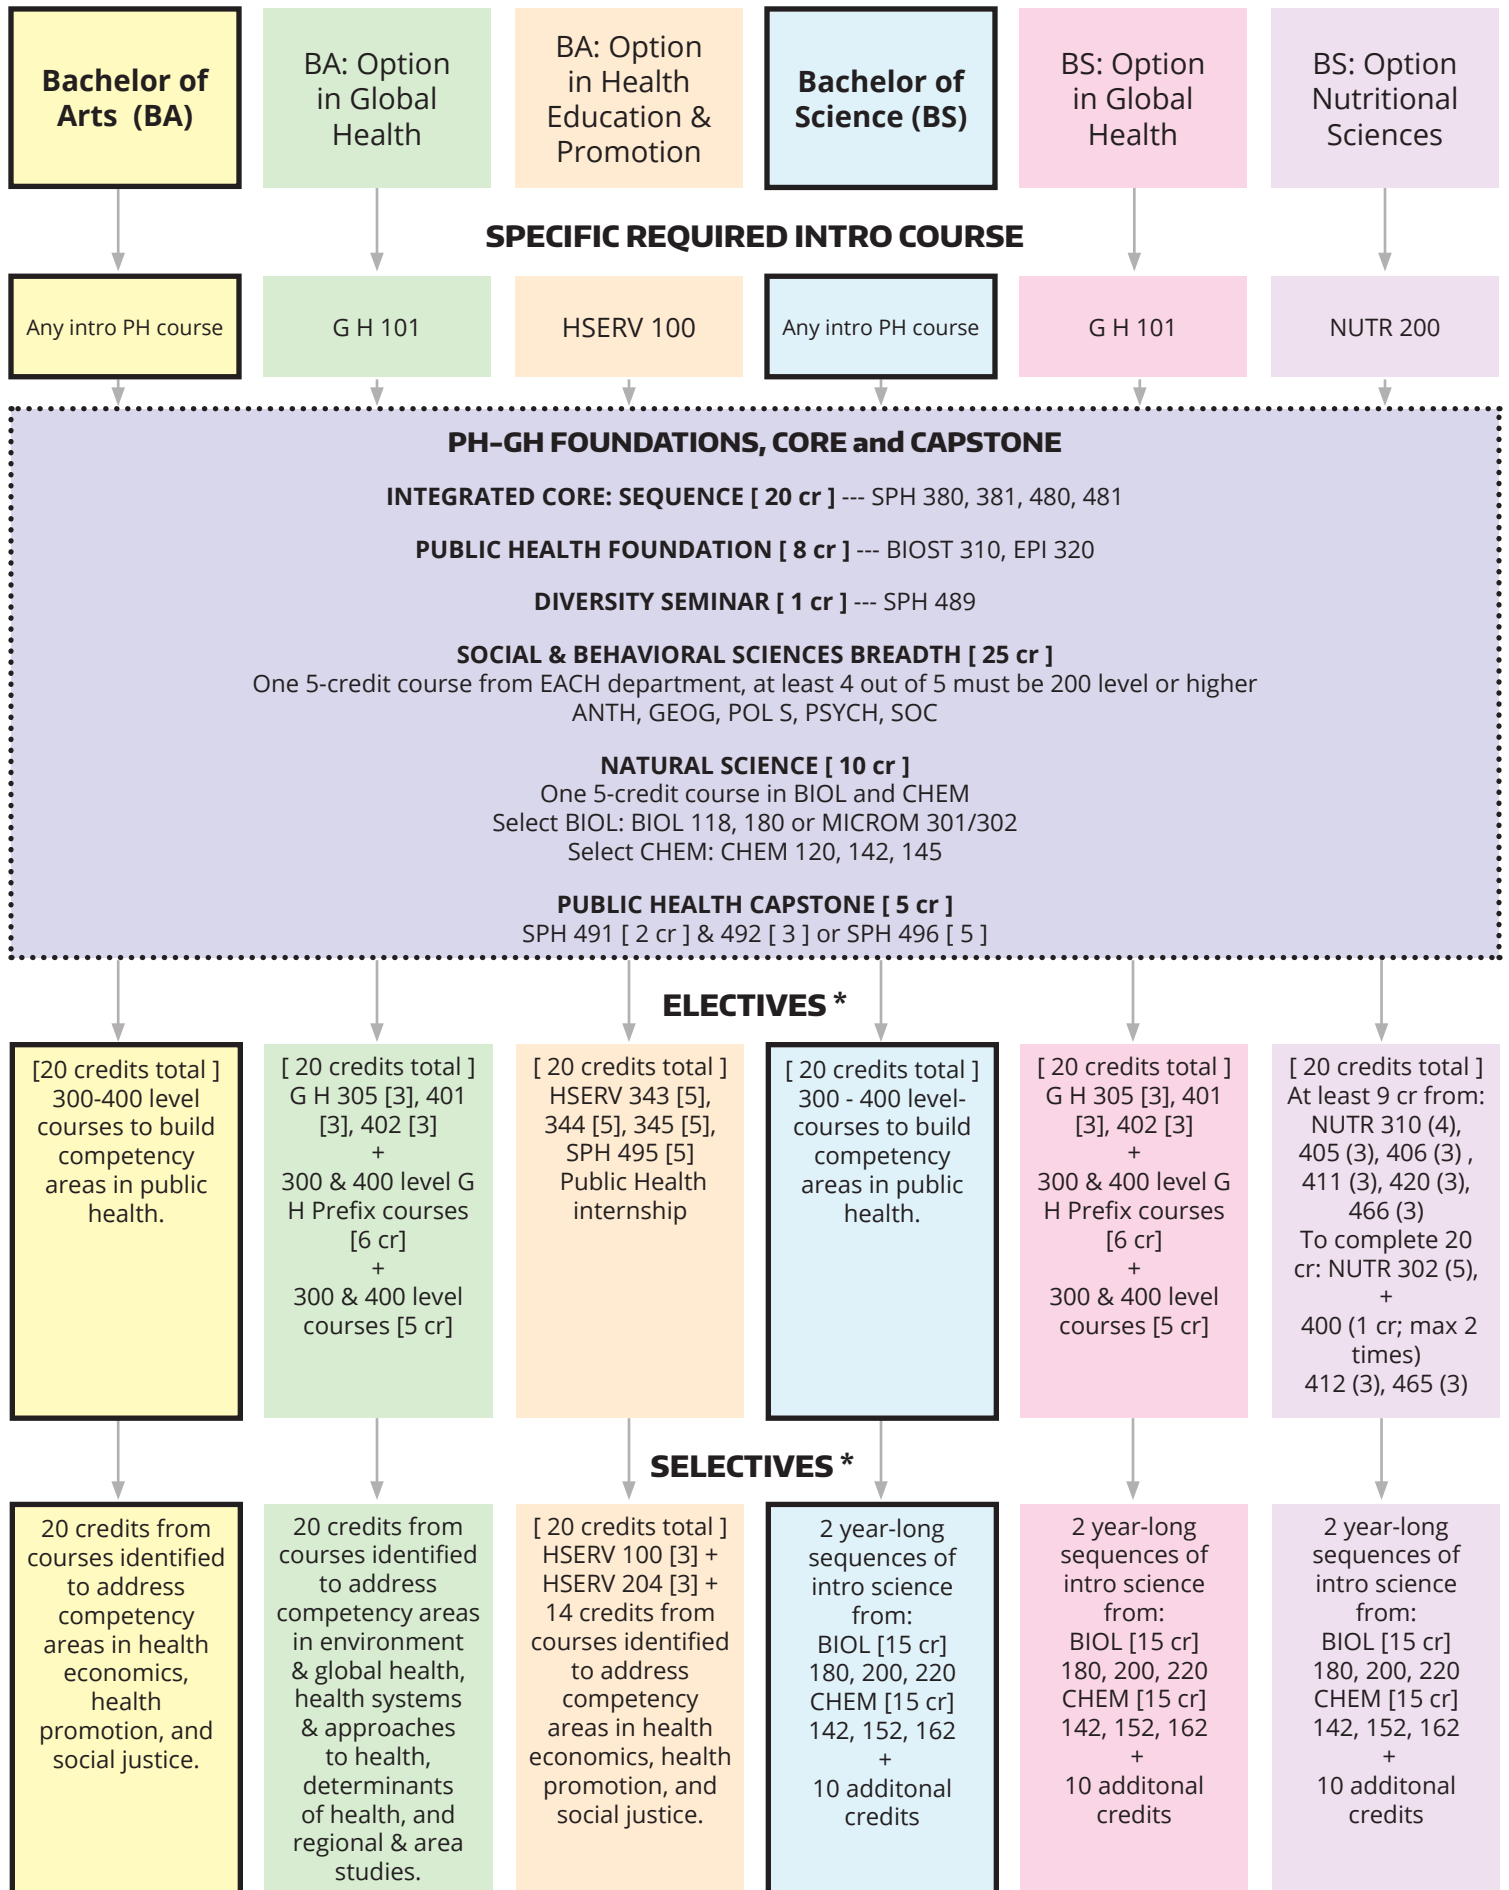 Bachelor of
Arts (BA)
BA: Option
in Global
Health
BA: Option
in Health
Education &
Promotion
Bachelor of
Science (BS)
BS: Option
in Global
Health
BS: Option
Nutritional
Sciences
SPECIFIC REQUIRED INTRO COURSE
Any intro PH course
G H 101
HSERV 100
Any intro PH course
G H 101
NUTR 200
PH-GH FOUNDATIONS, CORE and CAPSTONE
INTEGRATED CORE: SEQUENCE [ 20 cr ] --- SPH 380, 381, 480, 481
PUBLIC HEALTH FOUNDATION [ 8 cr ] --- BIOST 310, EPI 320
DIVERSITY SEMINAR [ 1 cr ] --- SPH 489
SOCIAL & BEHAVIORAL SCIENCES BREADTH [ 25 cr ]
One 5-credit course from EACH department, at least 4 out of 5 must be 200 level or higher
ANTH, GEOG, POL S, PSYCH, SOC
NATURAL SCIENCE [ 10 cr ]
One 5-credit course in BIOL and CHEM
Select BIOL: BIOL 118, 180 or MICROM 301/302
Select CHEM: CHEM 120, 142, 145
PUBLIC HEALTH CAPSTONE [ 5 cr ]
SPH 491 [ 2 cr ] & 492 [ 3 ] or SPH 496 [ 5 ]
ELECTIVES *
[20 credits total ]
300-400 level
courses to build
competency
areas in public
health.
[ 20 credits total ]
G H 305 [3], 401
[3], 402 [3]
+
300 & 400 level G
H Prefix courses
[6 cr]
+
300 & 400 level
courses [5 cr]
[ 20 credits total ]
HSERV 343 [5],
344 [5], 345 [5],
SPH 495 [5]
Public Health
internship
[ 20 credits total ]
300 - 400 level-
courses to build
competency
areas in public
health.
[ 20 credits total ]
G H 305 [3], 401
[3], 402 [3]
+
300 & 400 level G
H Prefix courses
[6 cr]
+
300 & 400 level
courses [5 cr]
[ 20 credits total ]
At least 9 cr from:
NUTR 310 (4),
405 (3), 406 (3) ,
411 (3), 420 (3),
466 (3)
To complete 20
cr: NUTR 302 (5),
+
400 (1 cr; max 2
times)
412 (3), 465 (3)
SELECTIVES *
20 credits from
courses identified
to address
competency
areas in health
economics,
health
promotion, and
social justice.
20 credits from
courses identified
to address
competency areas
in environment
& global health,
health systems
& approaches
to health,
determinants
of health, and
regional & area
studies.
[ 20 credits total ]
HSERV 100 [3] +
HSERV 204 [3] +
14 credits from
courses identified
to address
competency
areas in health
economics, health
promotion, and
social justice.
2 year-long
sequences of
intro science
from:
BIOL [15 cr]
180, 200, 220
CHEM [15 cr]
142, 152, 162
+
10 additonal
credits
2 year-long
sequences of
intro science
from:
BIOL [15 cr]
180, 200, 220
CHEM [15 cr]
142, 152, 162
+
10 additonal
credits
2 year-long
sequences of
intro science
from:
BIOL [15 cr]
180, 200, 220
CHEM [15 cr]
142, 152, 162
+
10 additonal
credits